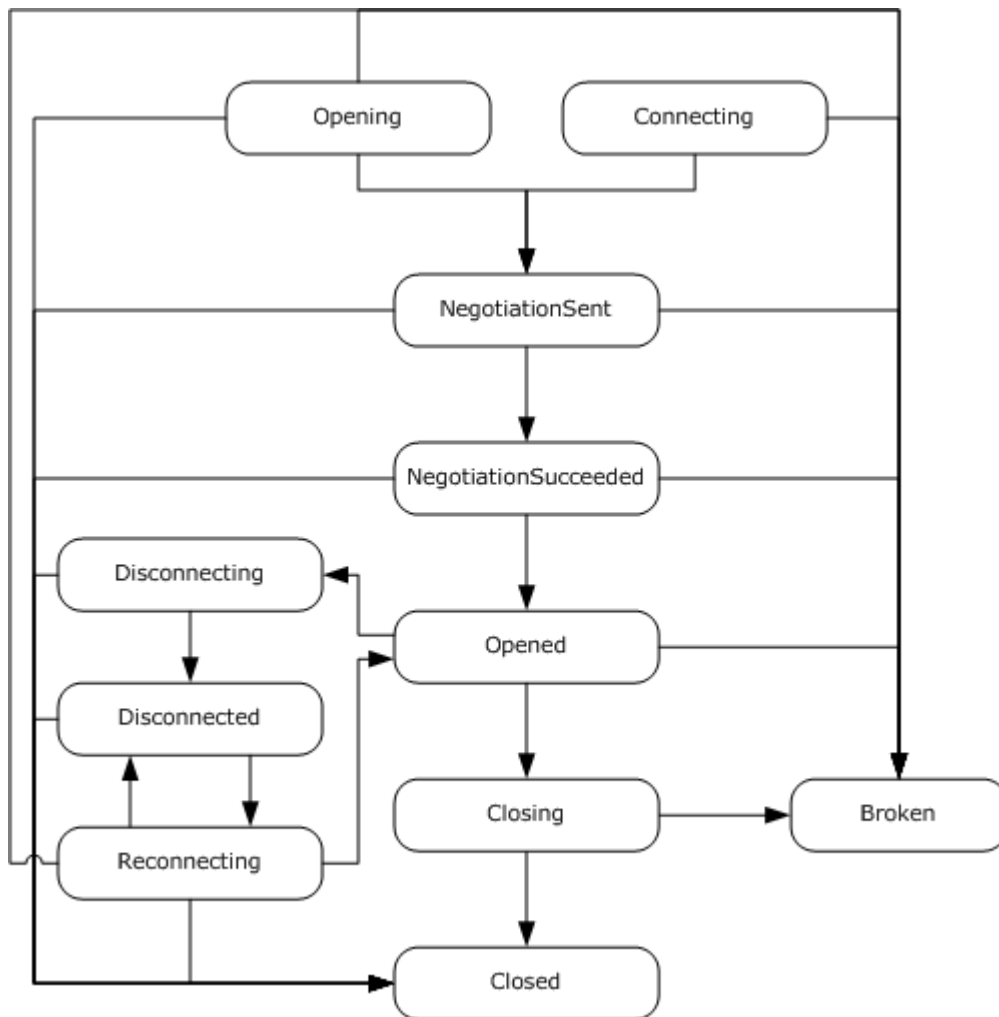 Opening
Connecting
NegotiationSent
NegotiationSucceeded
Disconnecting
Opened
Disconnected
Closing
Broken
Reconnecting
Closed